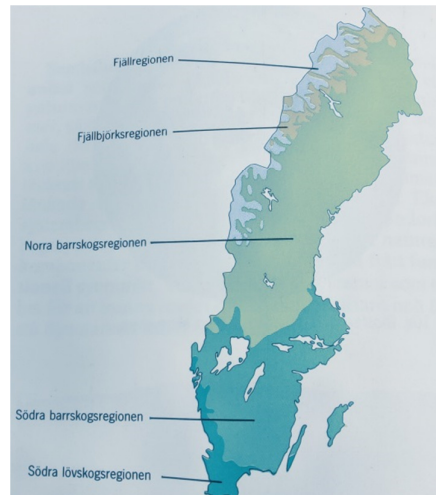 Fjällregionen
Fjällbjörksregionen
Norra barrskogsregionen
Södra barrskogsregionen
Södra lövskogsregionen